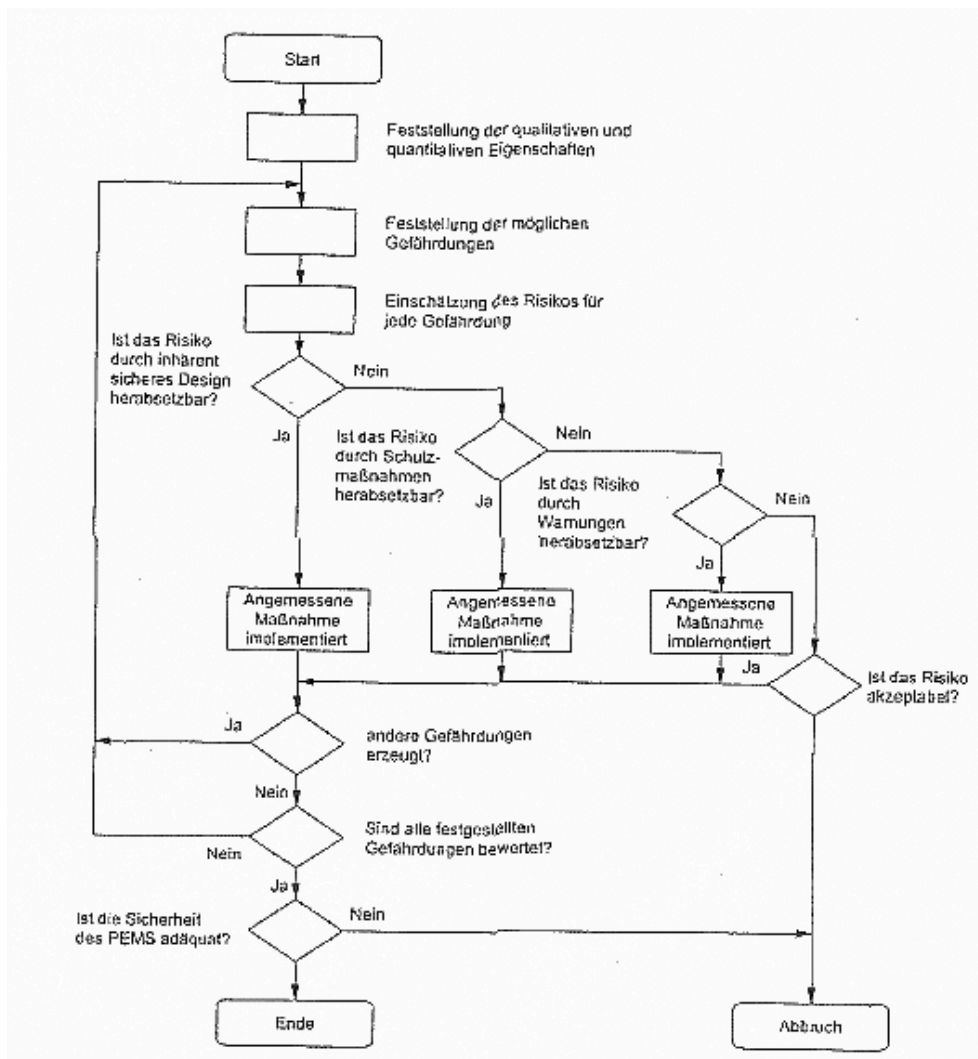 Start
Feststellung der qualitativen und
quantitativen Eigenschaften
Feststellung der möglichen
Gefährdungen
Einschätzung des Risikos für
jede Gefährdung
Ist das Risiko
durch inhärent
sicheres Design
herabsetzbar?
Nein
Ja
Ist das Risiko
durch Schutz-
maßnahmen
herabsetzbar?
Nein
Ja
Ist das Risiko
durch
Warnungen
herabsetzbar?
Nein
Ja
Angemessene
Maßnahme
implementiert
Angemessene
Maßnahme
implementiert
Angemessene
Maßnahme
implementiert
Ja
Ist das Risiko
akzeptabel?
Ja
andere Gefährdungen
erzeugt?
Nein
Sind alle festgestellten
Gefährdungen bewertet?
Nein
Ja
Ist die Sicherheit
des PEMS adäquat?
Nein
Ende
Abbruch